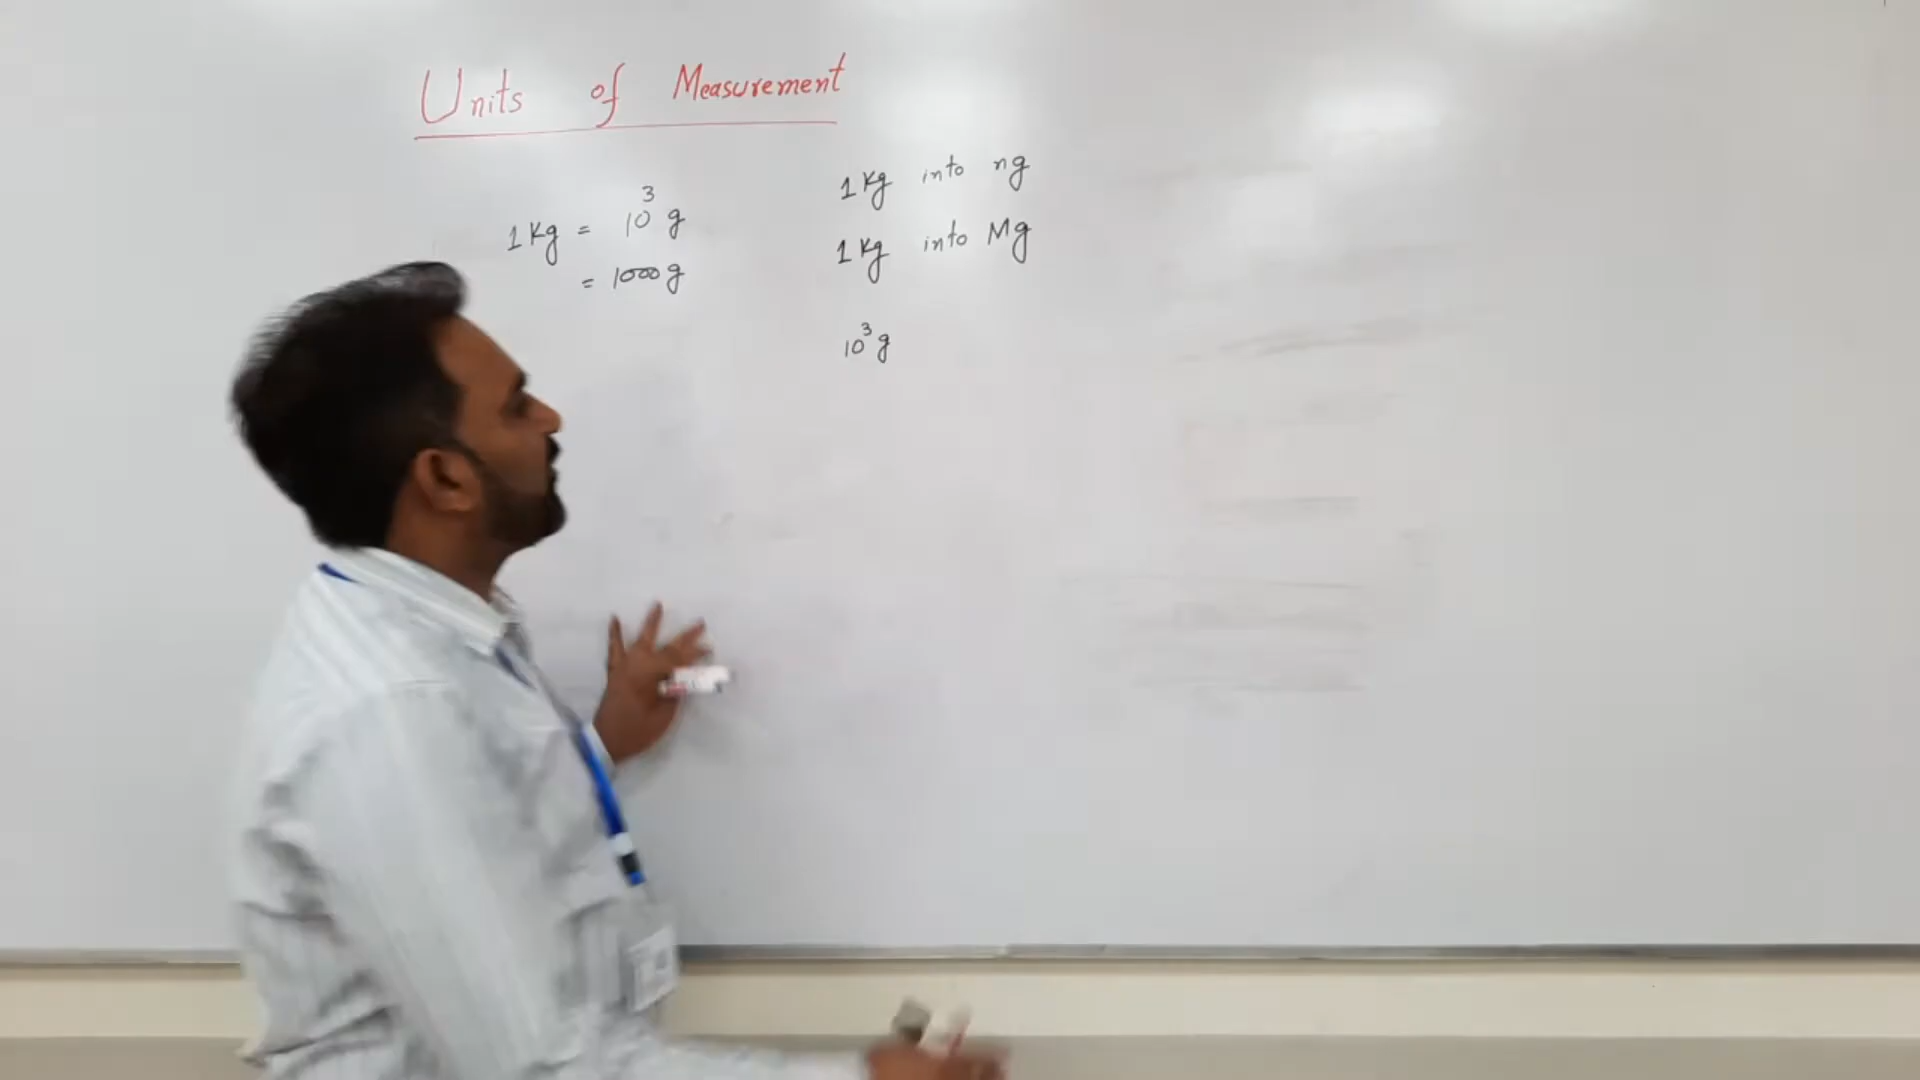 Units of Measurement
1 Kg = 10³ g
= 1000 g
1 Kg into ng
1 Kg into Mg
10³ g